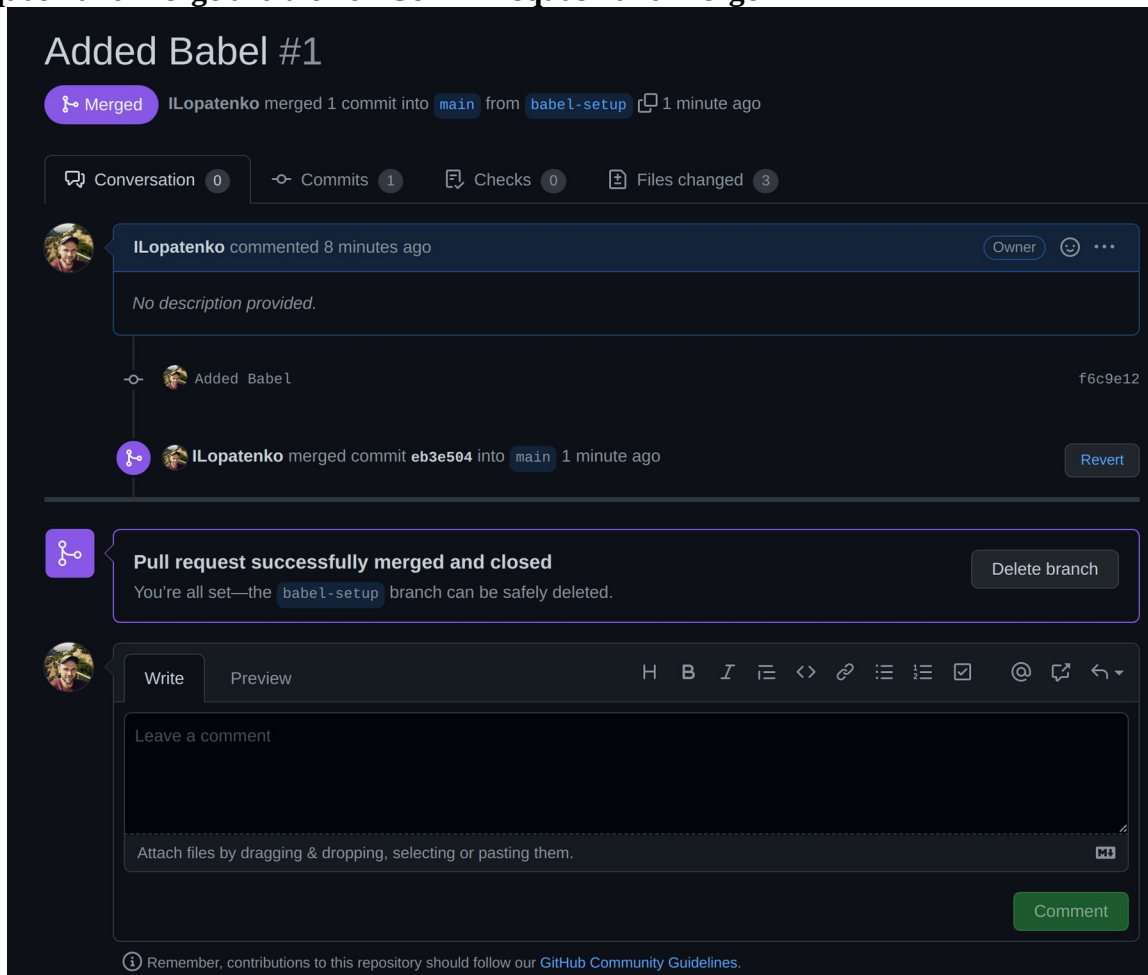 Added Babel #1
Merged ILopatenko merged 1 commit into main from babel-setup 1 minute ago
Conversation 0 Commits 1 Checks 0 Files changed 3
ILopatenko commented 8 minutes ago Owner
No description provided.
Added Babel f6c9e12
ILopatenko merged commit eb3e504 into main 1 minute ago Revert
Pull request successfully merged and closed
You're all set—the babel-setup branch can be safely deleted.
Delete branch
Write Preview
Leave a comment
Attach files by dragging & dropping, selecting or pasting them.
Comment
Remember, contributions to this repository should follow our GitHub Community Guidelines.